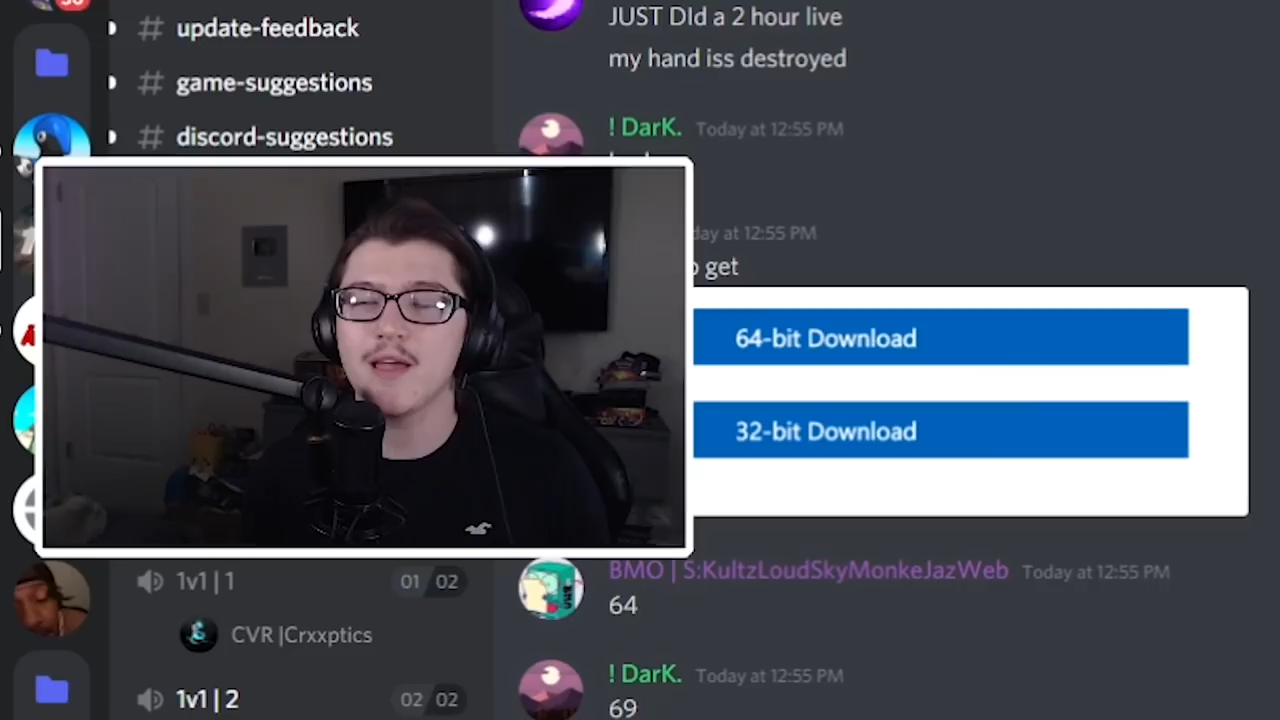 update-feedback
game-suggestions
discord-suggestions
1v1 | 1
01 02
CVR |Crxxptics
1v1 | 2
02 02
JUST DId a 2 hour live
my hand iss destroyed
! DarK. Today at 12:55 PM
day at 12:55 PM
get
64-bit Download
32-bit Download
BMO | S:KultzLoudSkyMonkeJazWeb Today at 12:55 PM
64
! DarK. Today at 12:55 PM
69